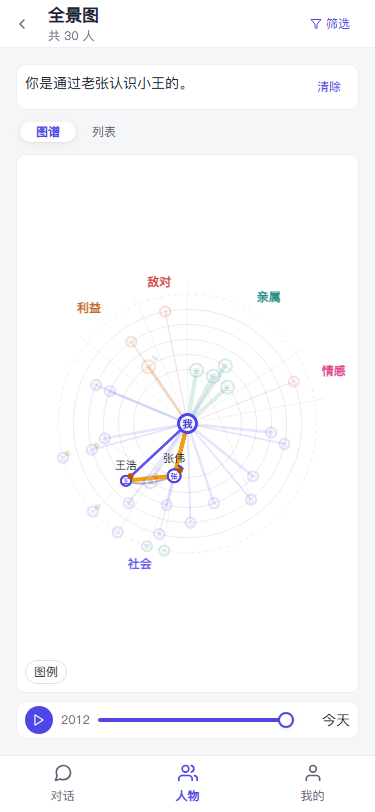 全景图
共 30 人
筛选
你是通过老张认识小王的。
清除
图谱
列表
敌对
利益
亲属
情感
我
张伟
王浩
张
社会
图例
2012
今天
对话
人物
我的